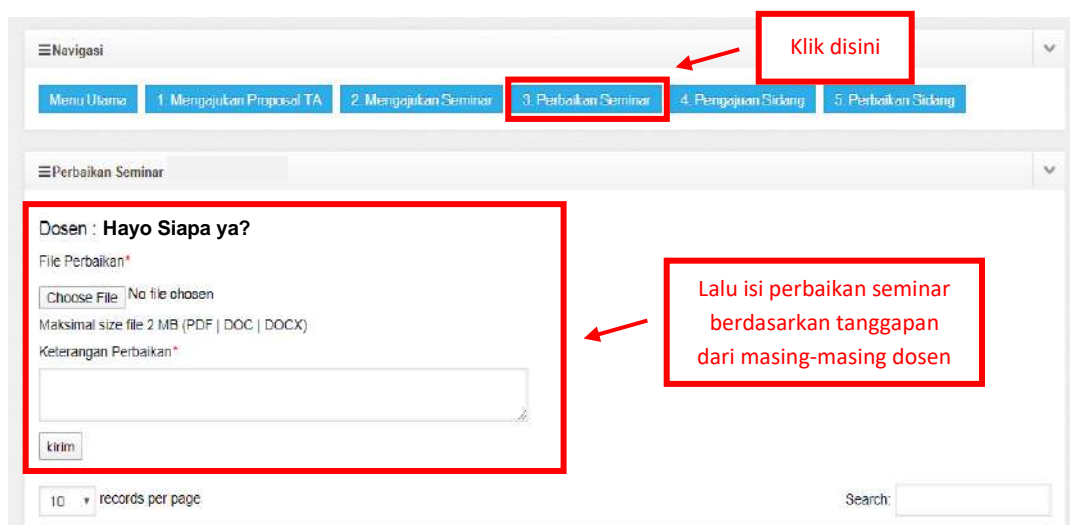 Klik disini
Navigasi
Menu Utama 1. Mengajukan Proposal TA 2. Mengajukan Seminar 3. Perbaikan Seminar 4. Pengajuan Sidang 5. Perbaikan Sidang
Perbaikan Seminar
Dosen : Hayo Siapa ya?
File Perbaikan*
Choose File No file chosen
Maksimal size file 2 MB (PDF | DOC | DOCX)
Keterangan Perbaikan*
kirim
Lalu isi perbaikan seminar
berdasarkan tanggapan
dari masing-masing dosen
10 records per page
Search: